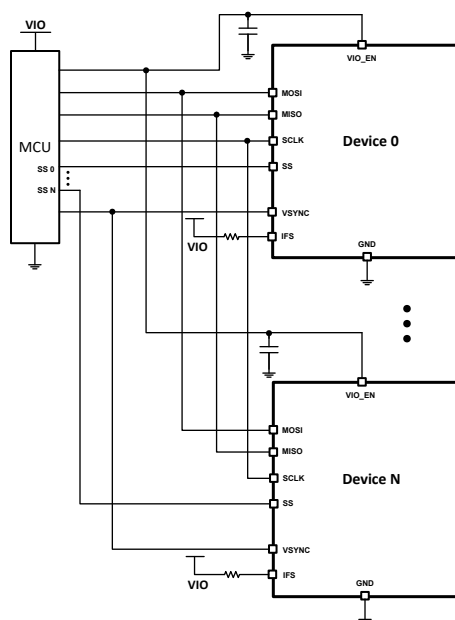 VIO
VIO_EN
MOSI
MISO
MCU
SCLK
Device 0
SS 0
SS
SS N
VSYNC
VIO
IFS
GND
VIO_EN
MOSI
MISO
SCLK
Device N
SS
VSYNC
VIO
IFS
GND